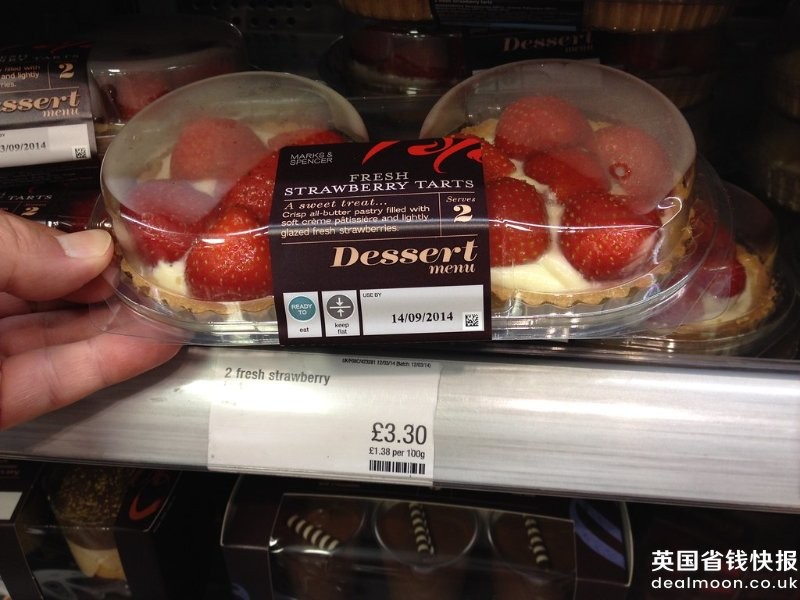 Dessert
2
essert
menu
3/09/2014
MARKS &
SPENCER
FRESH
STRAWBERRY TARTS
A sweet treat...
Crisp all-butter pastry filled with
soft crème pâtissière and lightly
glazed fresh strawberries.
Serves
2
Dessert
menu
READY
TO
eat
keep
flat
USE BY
14/09/2014
2 fresh strawberry
£3.30
£1.38 per 100g
英国省钱快报
dealmoon.co.uk